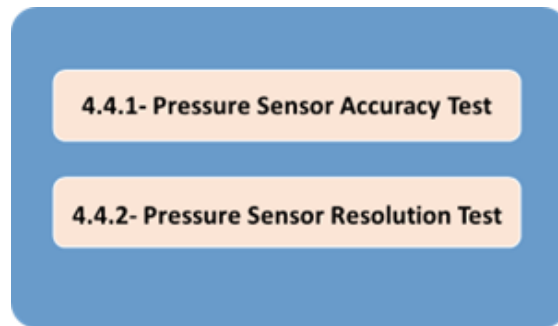 4.4.1- Pressure Sensor Accuracy Test
4.4.2- Pressure Sensor Resolution Test